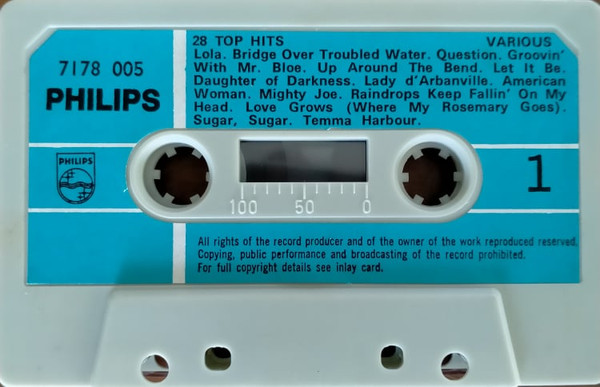 28 TOP HITS VARIOUS
7178 005
PHILIPS
Lola. Bridge Over Troubled Water. Question. Groovin'
With Mr. Bloe. Up Around The Bend. Let It Be.
Daughter of Darkness. Lady d'Arbanville. American
Woman. Mighty Joe. Raindrops Keep Fallin' On My
Head. Love Grows (Where My Rosemary Goes).
Sugar, Sugar. Temma Harbour.
PHILIPS
1
100 50 0
All rights of the record producer and of the owner of the work reproduced reserved.
Copying, public performance and broadcasting of the record prohibited.
For full copyright details see inlay card.